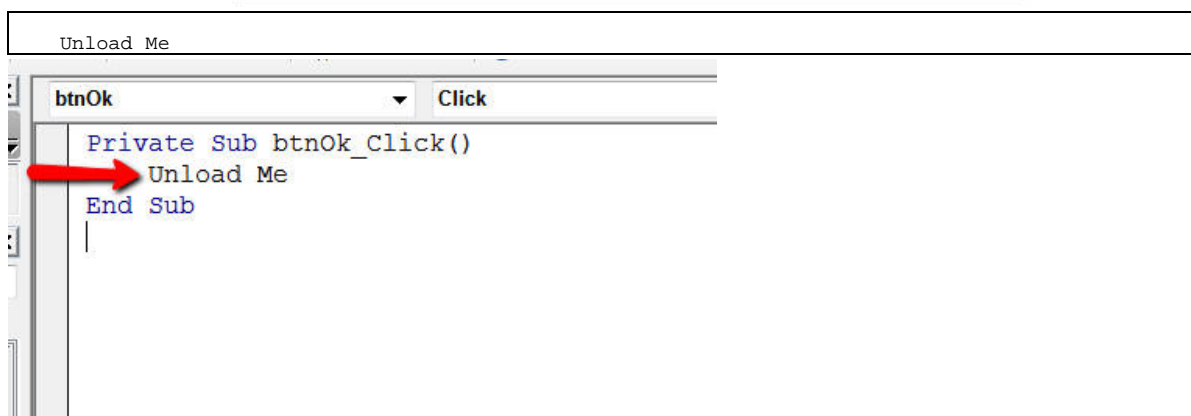 Unload Me
btnOk Click
Private Sub btnOk_Click()
Unload Me
End Sub